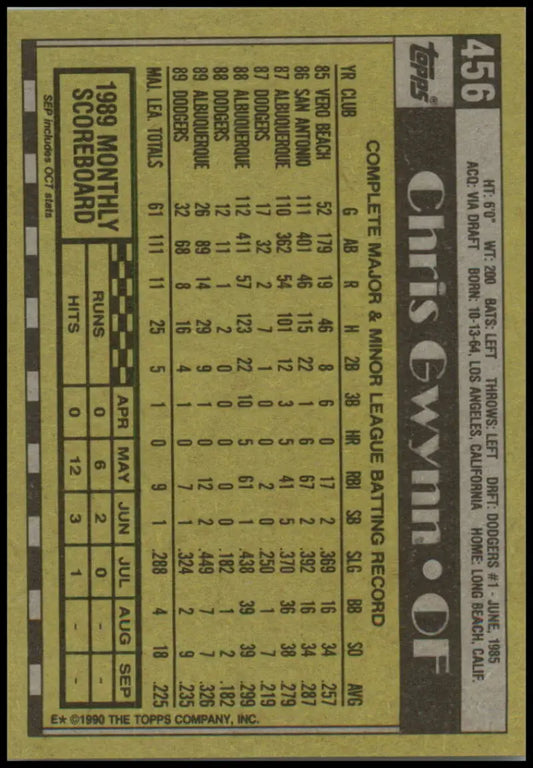 456
HT: 6'0" WT: 200 BATS: LEFT THROWS: LEFT DRFT: DODGERS #1 - JUNE, 1985
ACQ: VIA DRAFT BORN: 10-13-64, LOS ANGELES, CALIFORNIA HOME: LONG BEACH, CALIF.
Topps®
Chris Gwynn • OF
COMPLETE MAJOR & MINOR LEAGUE BATTING RECORD
YR CLUB G AB R H 2B 3B HR RBI SB SLG BB SO AVG
85 VERO BEACH 52 179 19 46 8 6 0 17 2 .369 16 34 .257
86 SAN ANTONIO 111 401 46 115 22 1 6 67 2 .392 16 34 .287
87 ALBUQUERQUE 110 362 54 101 12 3 5 41 5 .370 36 38 .279
87 DODGERS 17 32 2 7 1 0 0 2 0 .250 1 7 .219
88 ALBUQUERQUE 112 411 57 123 22 10 5 61 1 .438 39 39 .299
88 DODGERS 12 11 1 2 0 0 0 0 0 .182 1 2 .182
89 ALBUQUERQUE 26 89 14 29 9 1 0 12 2 .449 7 7 .326
89 DODGERS 32 68 8 16 4 1 0 7 1 .324 2 9 .235
MAJ. LEA. TOTALS 61 111 11 25 5 1 0 9 1 .288 4 18 .225
1989 MONTHLY
SCOREBOARD
APR MAY JUN JUL AUG SEP
RUNS 0 6 2 0 - -
HITS 0 12 3 1 - -
SEP includes OCT stats
E* ©1990 THE TOPPS COMPANY, INC.